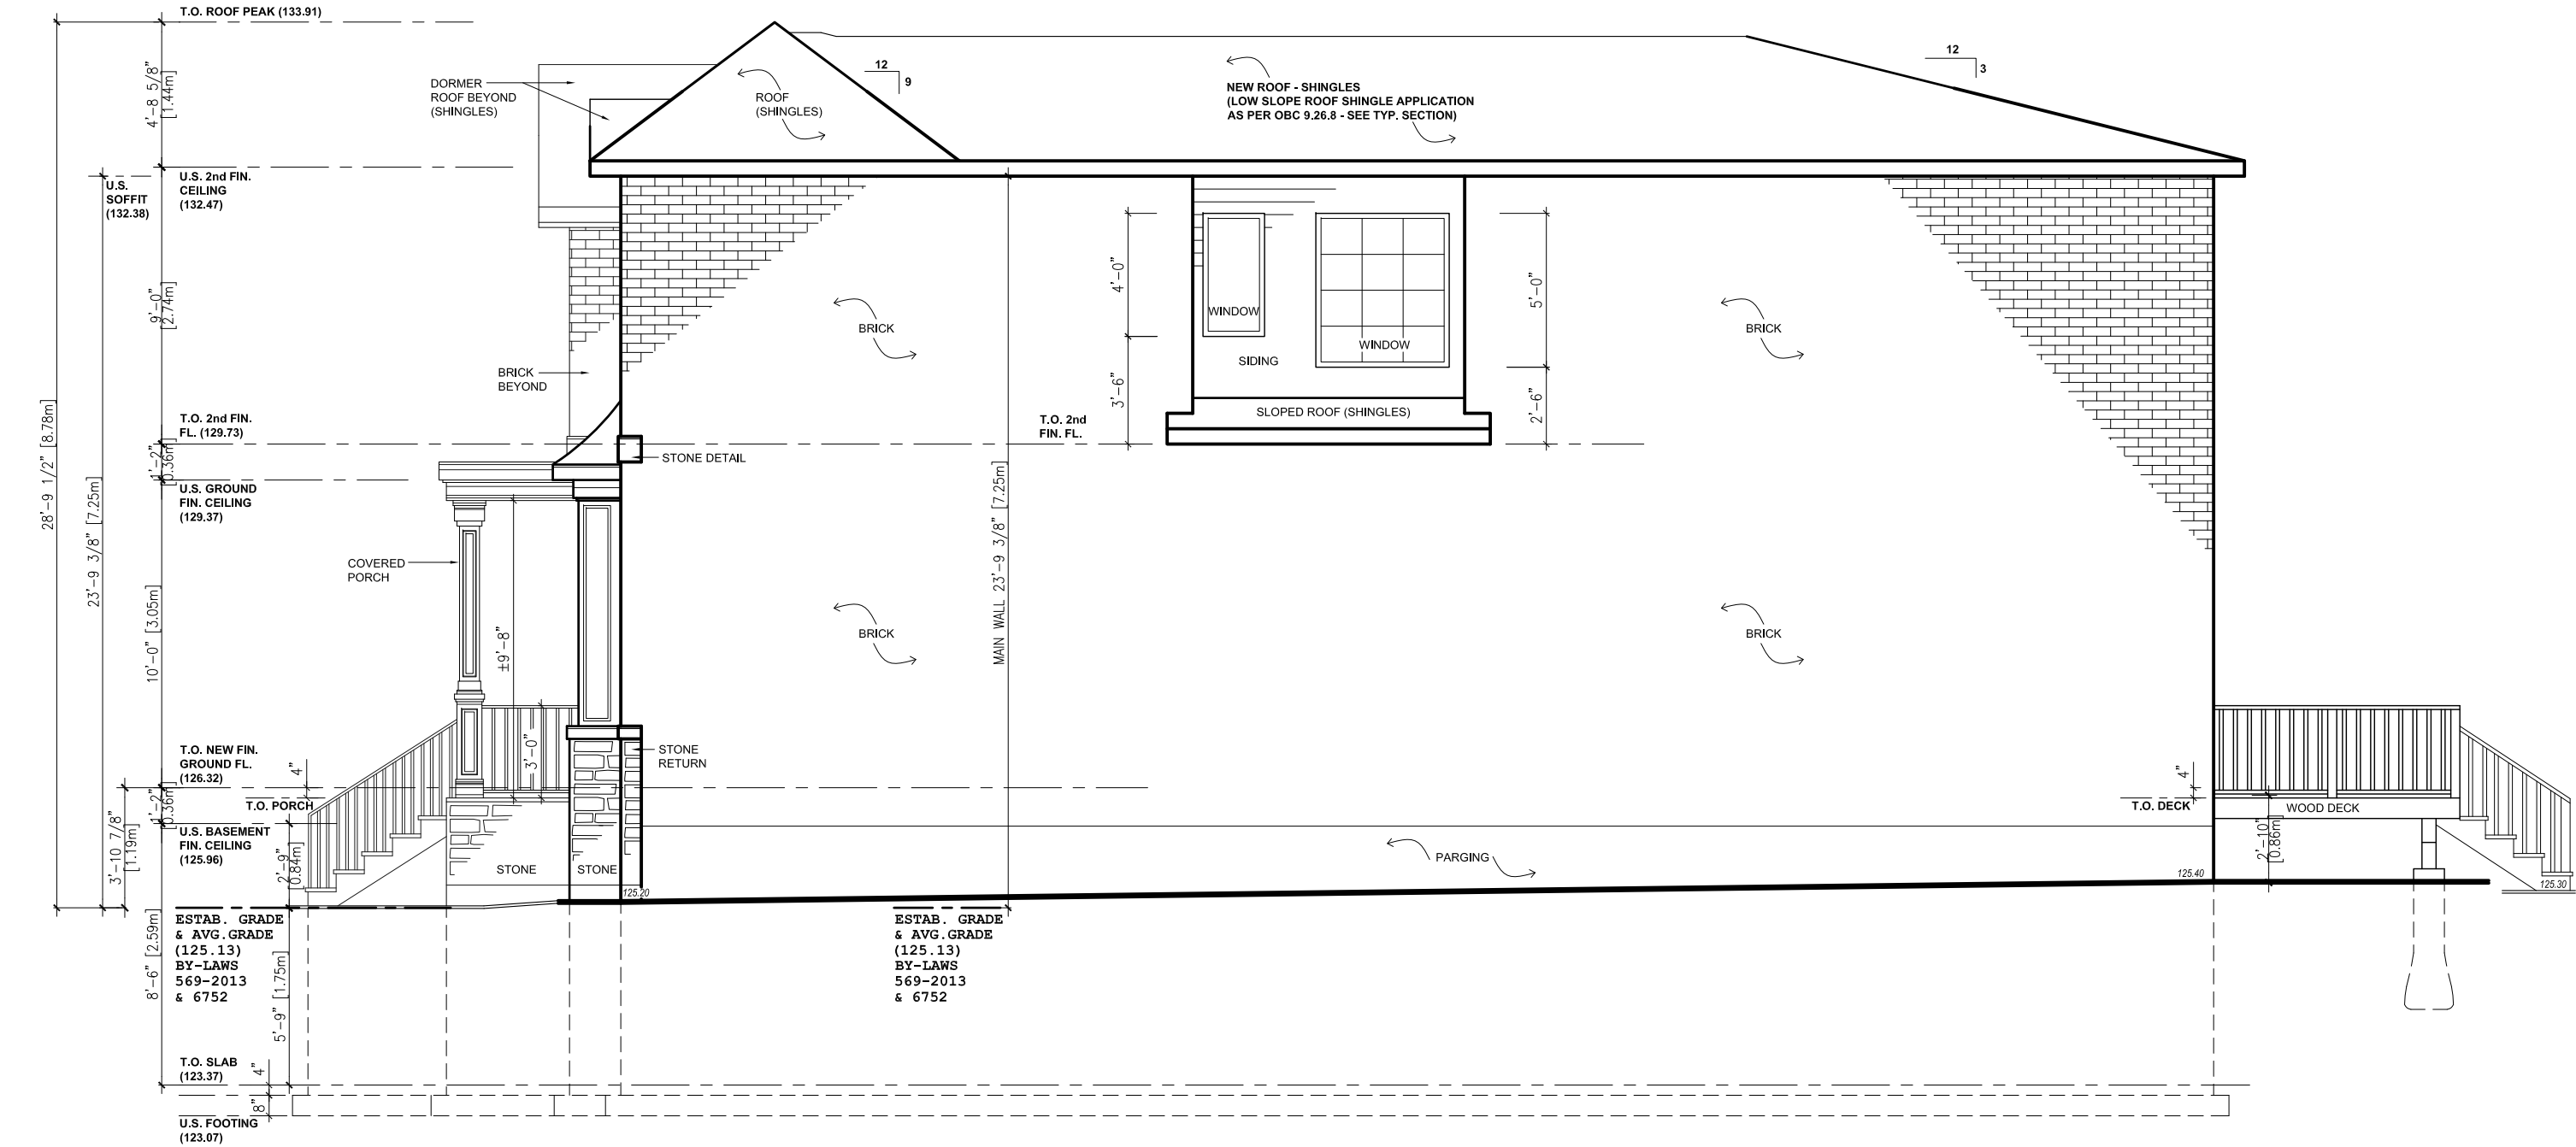 T.O. ROOF PEAK (133.91)
4'-8 5/8"
[1.44m]
DORMER
ROOF BEYOND
(SHINGLES)
ROOF
(SHINGLES)
12
9
NEW ROOF - SHINGLES
(LOW SLOPE ROOF SHINGLE APPLICATION
AS PER OBC 9.26.8 - SEE TYP. SECTION)
12
3
U.S.
SOFFIT
(132.38)
U.S. 2nd FIN.
CEILING
(132.47)
9'-0"
[2.74m]
BRICK
BEYOND
BRICK
4'-0"
3'-6"
WINDOW
SIDING
WINDOW
SLOPED ROOF (SHINGLES)
5'-0"
2'-6"
BRICK
T.O. 2nd FIN.
FL. (129.73)
T.O. 2nd
FIN. FL.
1'-2"
[0.36m]
STONE DETAIL
U.S. GROUND
FIN. CEILING
(129.37)
28'-9 1/2" [8.78m]
23'-9 3/8" [7.25m]
MAIN WALL 23'-9 3/8" [7.25m]
COVERED
PORCH
10'-0" [3.05m]
±9'-8"
BRICK
BRICK
3'-0"
STONE
RETURN
T.O. NEW FIN.
GROUND FL.
(126.32)
4"
T.O. PORCH
1'-2"
[0.36m]
U.S. BASEMENT
FIN. CEILING
(125.96)
3'-10 7/8"
[1.19m]
2'-9"
[0.84m]
STONE
STONE
125.20
PARGING
4"
T.O. DECK
WOOD DECK
2'-10"
[0.86m]
125.40
125.30
ESTAB. GRADE
& AVG.GRADE
(125.13)
BY-LAWS
569-2013
& 6752
ESTAB. GRADE
& AVG.GRADE
(125.13)
BY-LAWS
569-2013
& 6752
8'-6" [2.59m]
5'-9" [1.75m]
T.O. SLAB
(123.37)
4"
8"
U.S. FOOTING
(123.07)